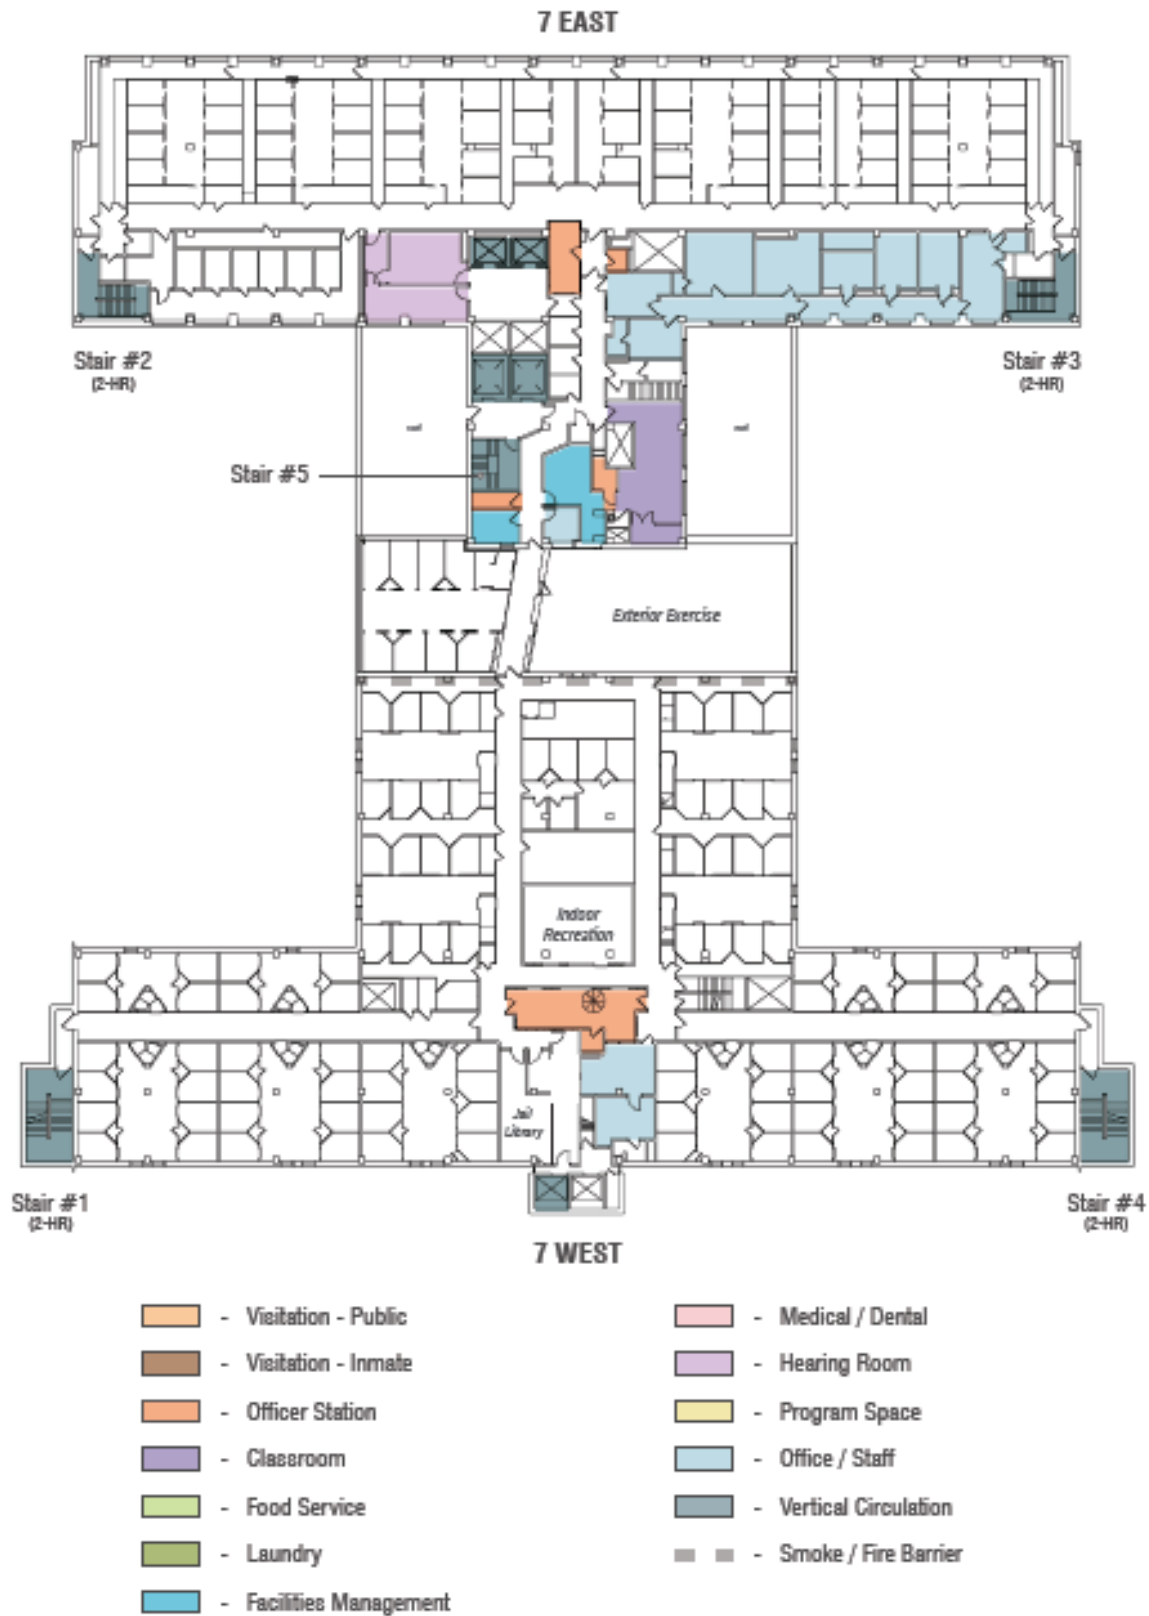 7 EAST
Stair #2
(2-HR)
Stair #3
(2-HR)
Stair #5
Exterior Exercise
Indoor
Recreation
Jail
Library
Stair #1
(2-HR)
Stair #4
(2-HR)
7 WEST
- Visitation - Public
- Visitation - Inmate
- Officer Station
- Classroom
- Food Service
- Laundry
- Facilities Management
- Medical / Dental
- Hearing Room
- Program Space
- Office / Staff
- Vertical Circulation
- Smoke / Fire Barrier